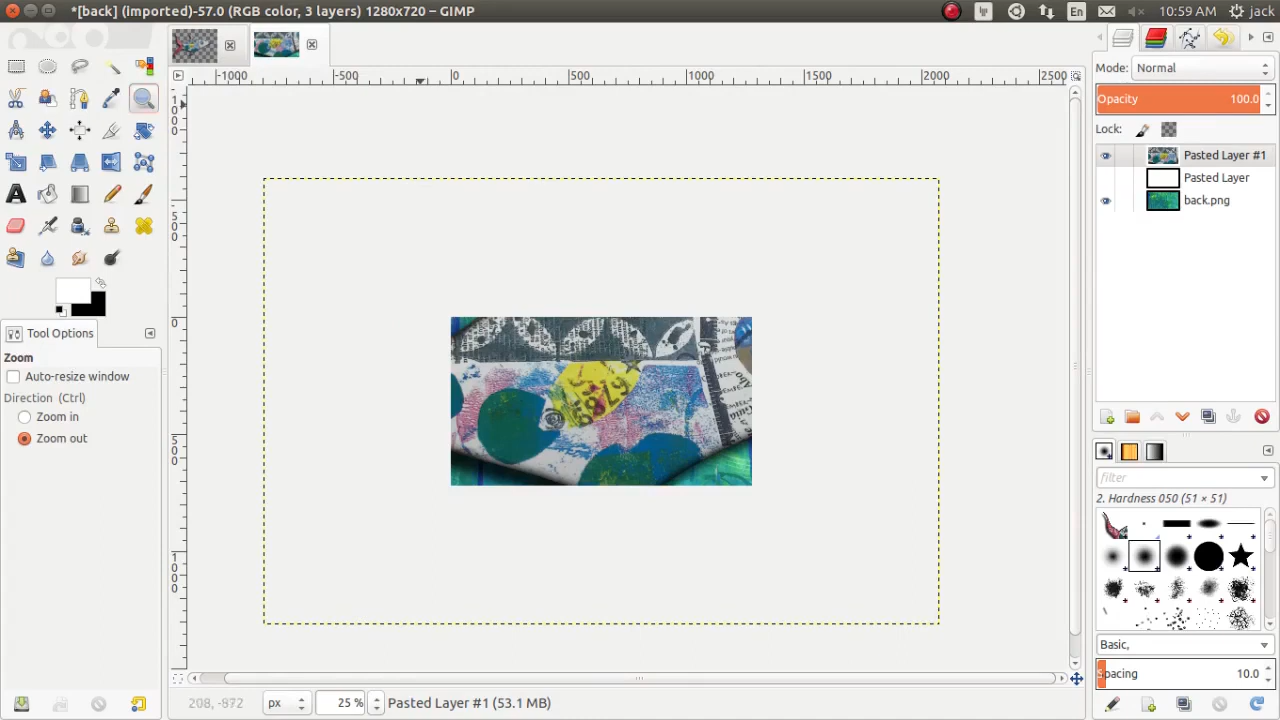 *[back] (imported)-57.0 (RGB color, 3 layers) 1280x720 – GIMP
En
10:59 AM
jack
-1000
-500
0
500
1000
1500
2000
2500
Mode: Normal
Opacity 100.0
Lock:
Pasted Layer #1
Pasted Layer
back.png
Tool Options
Zoom
Auto-resize window
Direction (Ctrl)
Zoom in
Zoom out
filter
2. Hardness 050 (51 × 51)
Basic,
Spacing 10.0
208, -872
px
25 %
Pasted Layer #1 (53.1 MB)